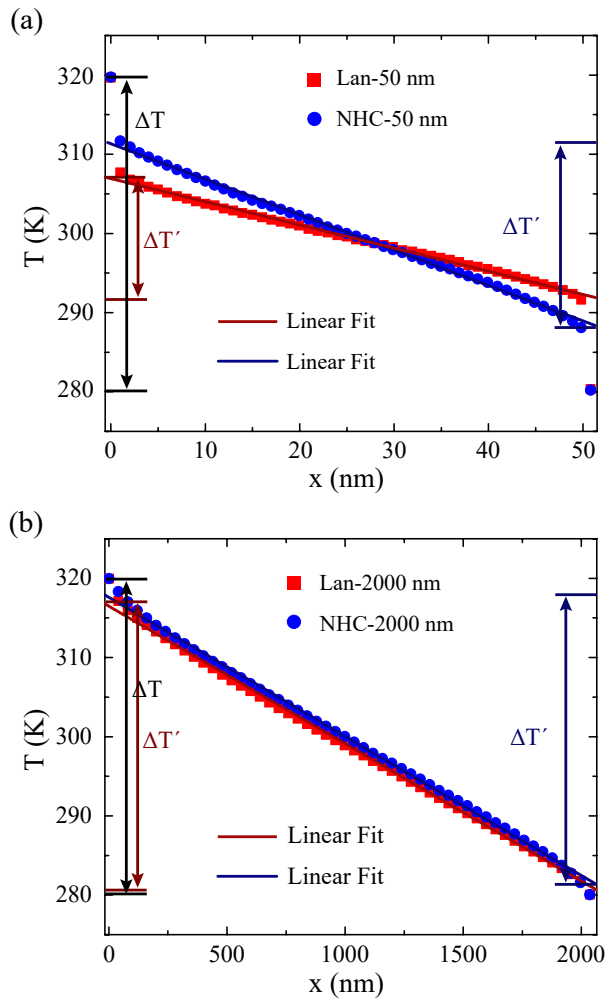 (a)
320
310
300
290
280
T (K)
ΔT
ΔT′
ΔT′
Lan-50 nm
NHC-50 nm
Linear Fit
Linear Fit
0
10
20
30
40
50
x (nm)
(b)
320
310
300
290
280
T (K)
ΔT
ΔT′
ΔT′
Lan-2000 nm
NHC-2000 nm
Linear Fit
Linear Fit
0
500
1000
1500
2000
x (nm)